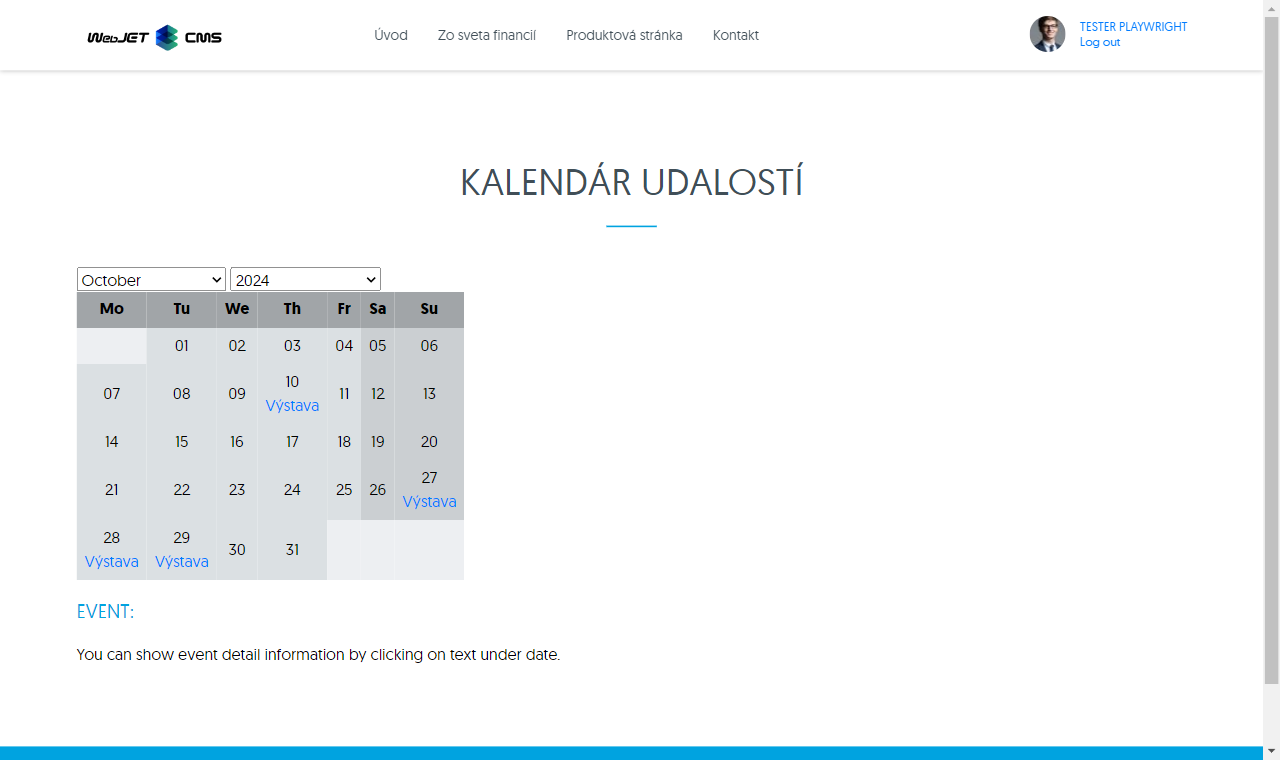 WebJET CMS
Úvod Zo sveta financií Produktová stránka Kontakt
TESTER PLAYWRIGHT
Log out
KALENDÁR UDALOSTÍ
October 2024
Mo Tu We Th Fr Sa Su
01 02 03 04 05 06
07 08 09 10 Výstava 11 12 13
14 15 16 17 18 19 20
21 22 23 24 25 26 27 Výstava
28 Výstava 29 Výstava 30 31
EVENT:
You can show event detail information by clicking on text under date.